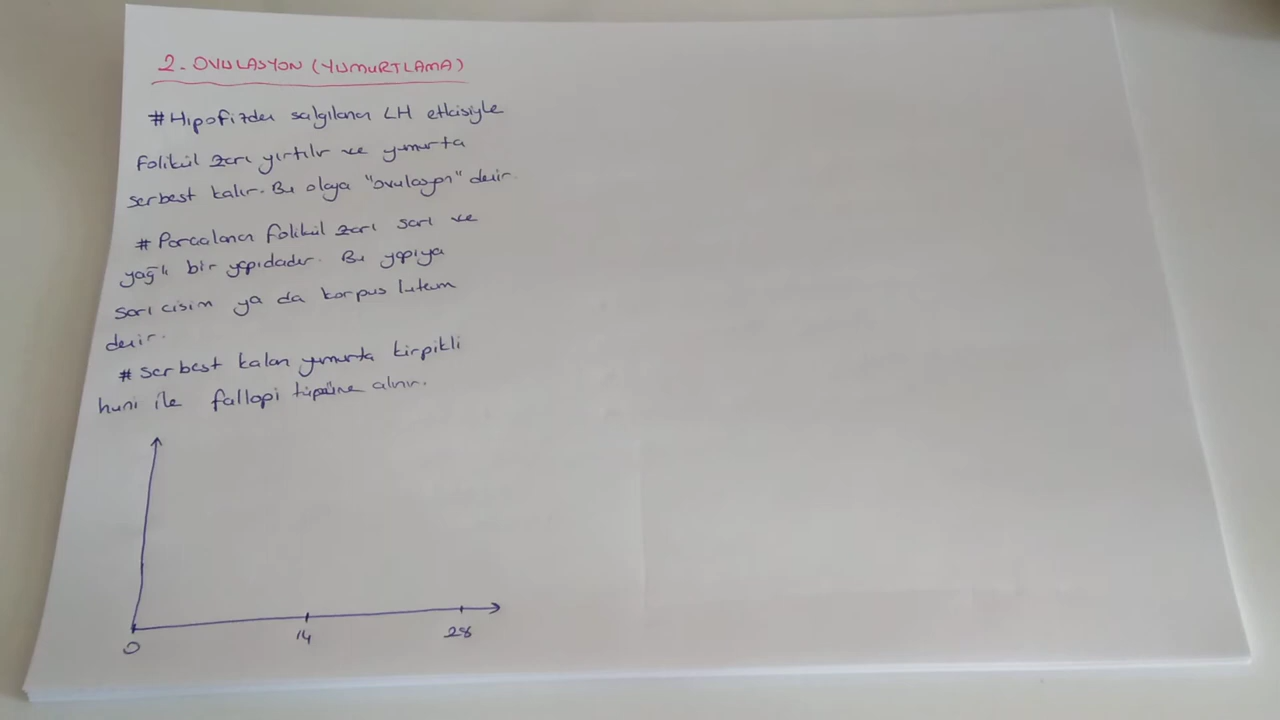 2. OVULASYON (YUMURTLAMA)
# Hipofizden salgılanan LH etkisiyle
folikül zarı yırtılır ve yumurta
serbest kalır. Bu olaya "ovulasyon" denir.
# Parçalanan folikül zarı sarı ve
yağlı bir yapıdadır. Bu yapıya
sarı cisim ya da korpus luteum
denir.
# Serbest kalan yumurta kirpikli
huni ile fallopi tüpüne alınır.
0 14 28